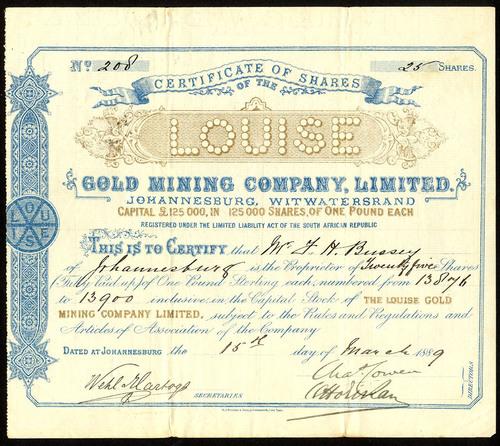 No 208 25 SHARES.
CERTIFICATE OF SHARES
OF THE
LOUISE
GOLD MINING COMPANY, LIMITED.
JOHANNESBURG, WITWATERSRAND
CAPITAL £125 000, IN 125 000 SHARES, OF ONE POUND EACH
REGISTERED UNDER THE LIMITED LIABILITY ACT OF THE SOUTH AFRICAN REPUBLIC
LOUISE
THIS IS TO CERTIFY that Mr F. H. Bussey
of Johannesburg is the Proprietor of Twenty five Shares
Fully paid up of One Pound Sterling each, numbered from 13876
to 13900 inclusive, in the Capital Stock of THE LOUISE GOLD
MINING COMPANY LIMITED, subject to the Rules and Regulations and
Articles of Association of the Company
DATED AT JOHANNESBURG the 15th day of March 1889
SECRETARIES
DIRECTORS